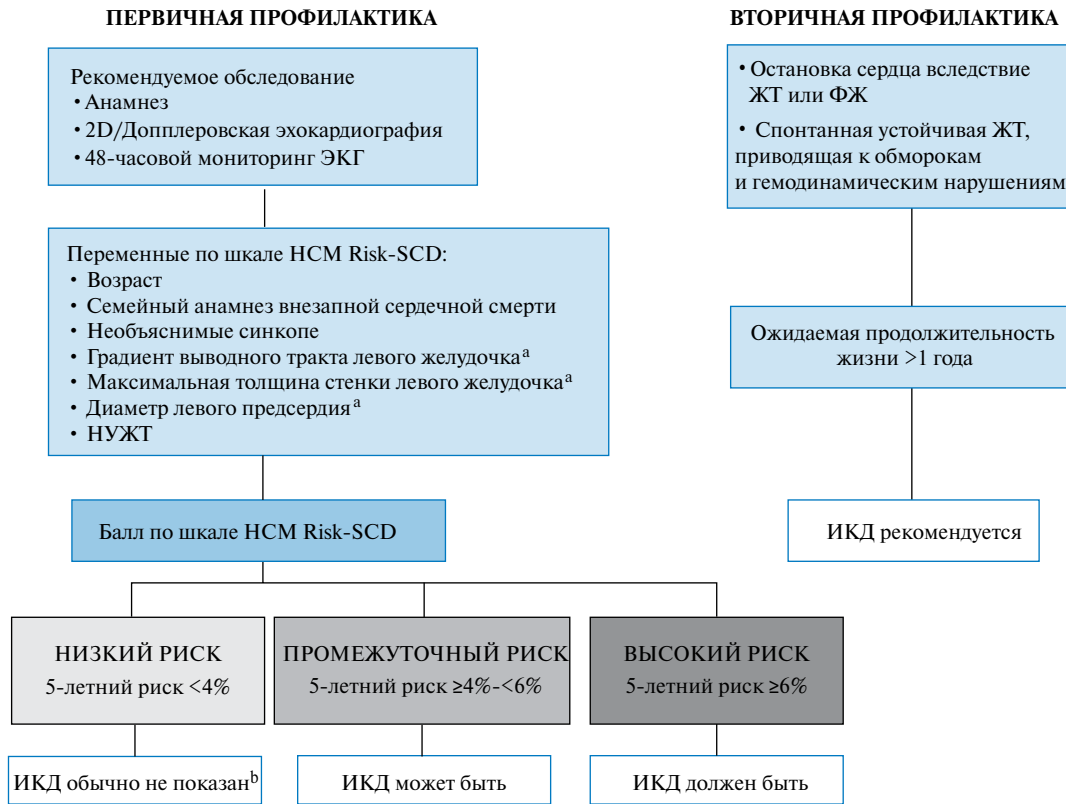 ПЕРВИЧНАЯ ПРОФИЛАКТИКА
Рекомендуемое обследование
• Анамнез
• 2D/Допплеровская эхокардиография
• 48-часовой мониторинг ЭКГ
Переменные по шкале HCM Risk-SCD:
• Возраст
• Семейный анамнез внезапной сердечной смерти
• Необъяснимые синкопе
• Градиент выводного тракта левого желудочкаᵃ
• Максимальная толщина стенки левого желудочкаᵃ
• Диаметр левого предсердияᵃ
• НУЖТ
Балл по шкале HCM Risk-SCD
НИЗКИЙ РИСК
5-летний риск <4%
ПРОМЕЖУТОЧНЫЙ РИСК
5-летний риск ≥4%-<6%
ВЫСОКИЙ РИСК
5-летний риск ≥6%
ИКД обычно не показанᵇ
ИКД может быть
ИКД должен быть
ВТОРИЧНАЯ ПРОФИЛАКТИКА
• Остановка сердца вследствие
ЖТ или ФЖ
• Спонтанная устойчивая ЖТ,
приводящая к обморокам
и гемодинамическим нарушениям
Ожидаемая продолжительность
жизни >1 года
ИКД рекомендуется